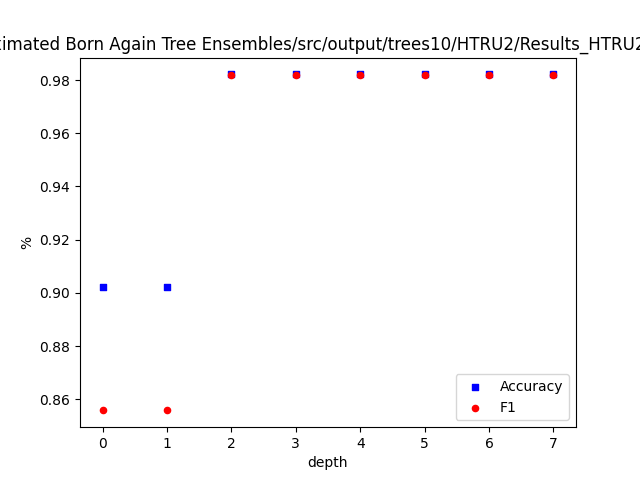 Born Again Tree Ensembles/src/output/trees10/HTRU2/Results_HTRU2
0.98
0.96
0.94
0.92
0.90
0.88
0.86
%
Accuracy
F1
0 1 2 3 4 5 6 7
depth